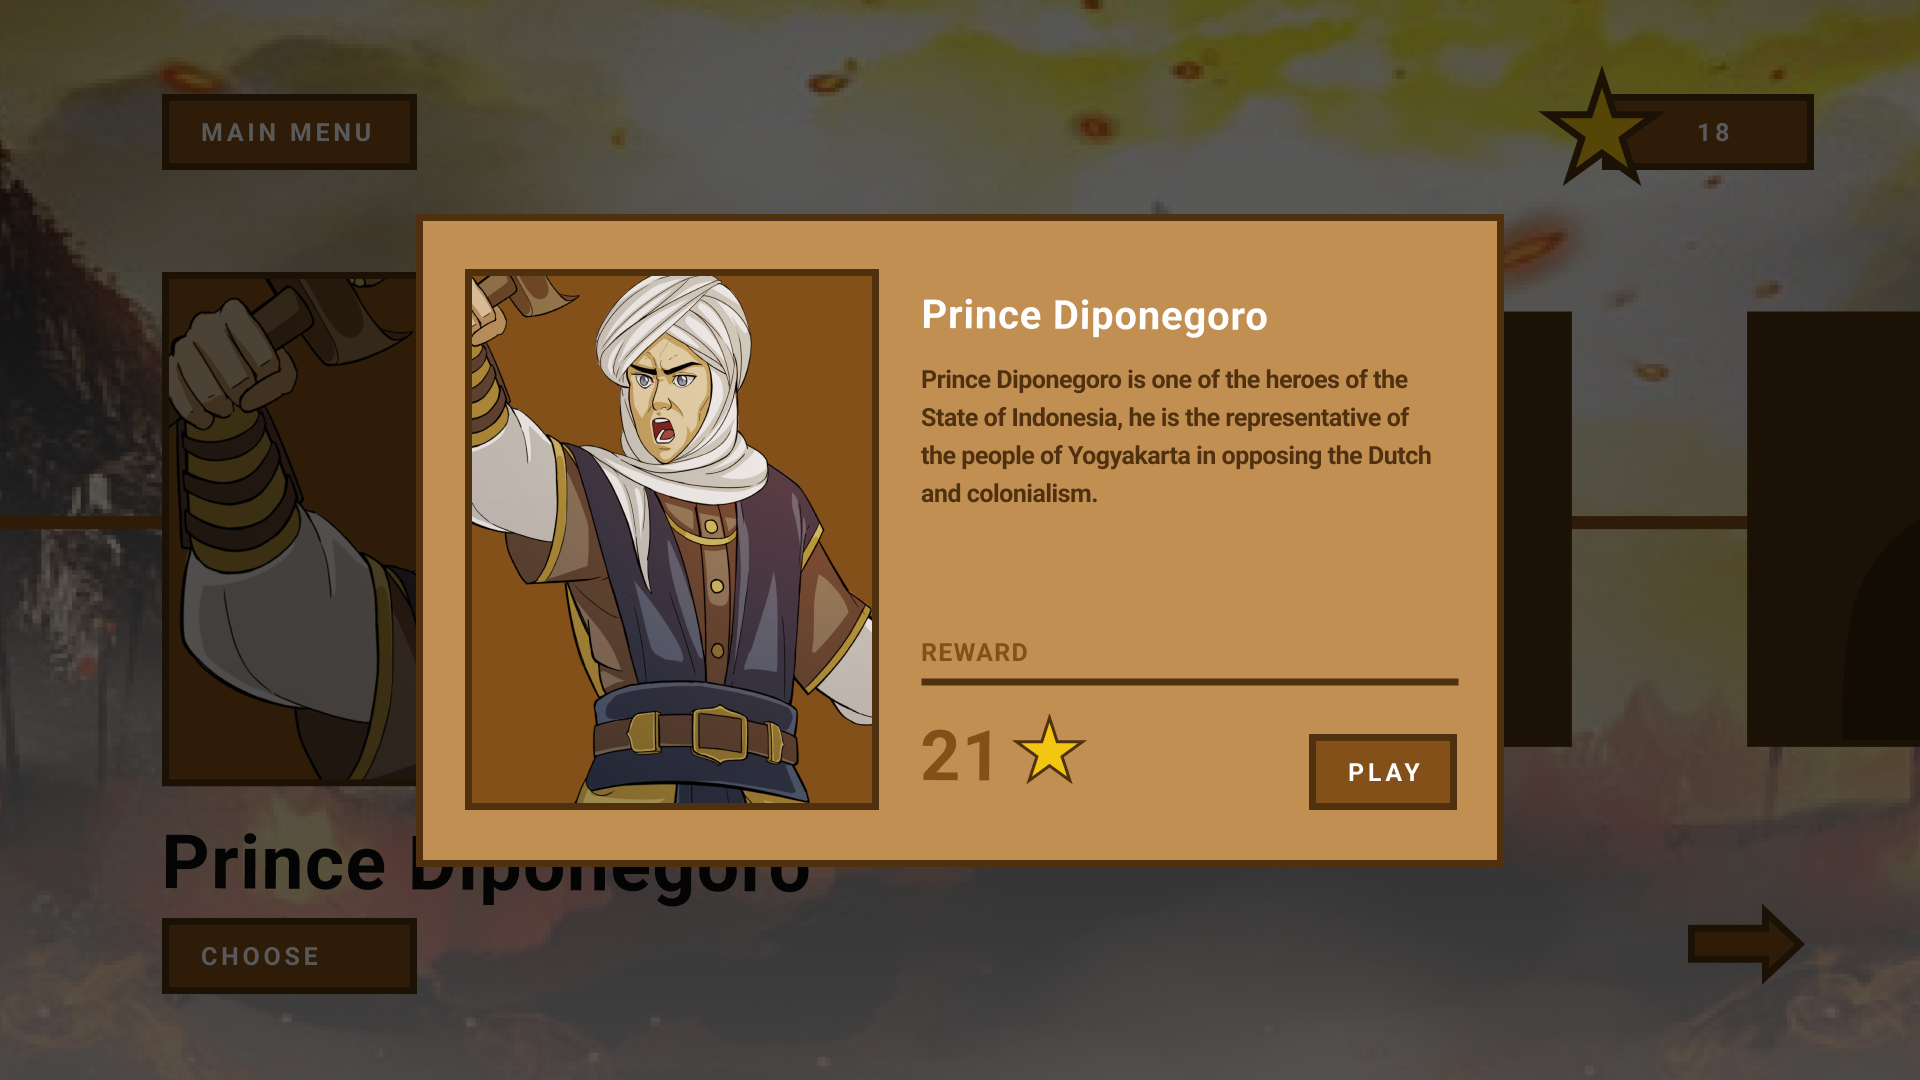 MAIN MENU
18
Prince Diponegoro
Prince Diponegoro is one of the heroes of the
State of Indonesia, he is the representative of
the people of Yogyakarta in opposing the Dutch
and colonialism.
REWARD
21
PLAY
Prince Diponegoro
CHOOSE